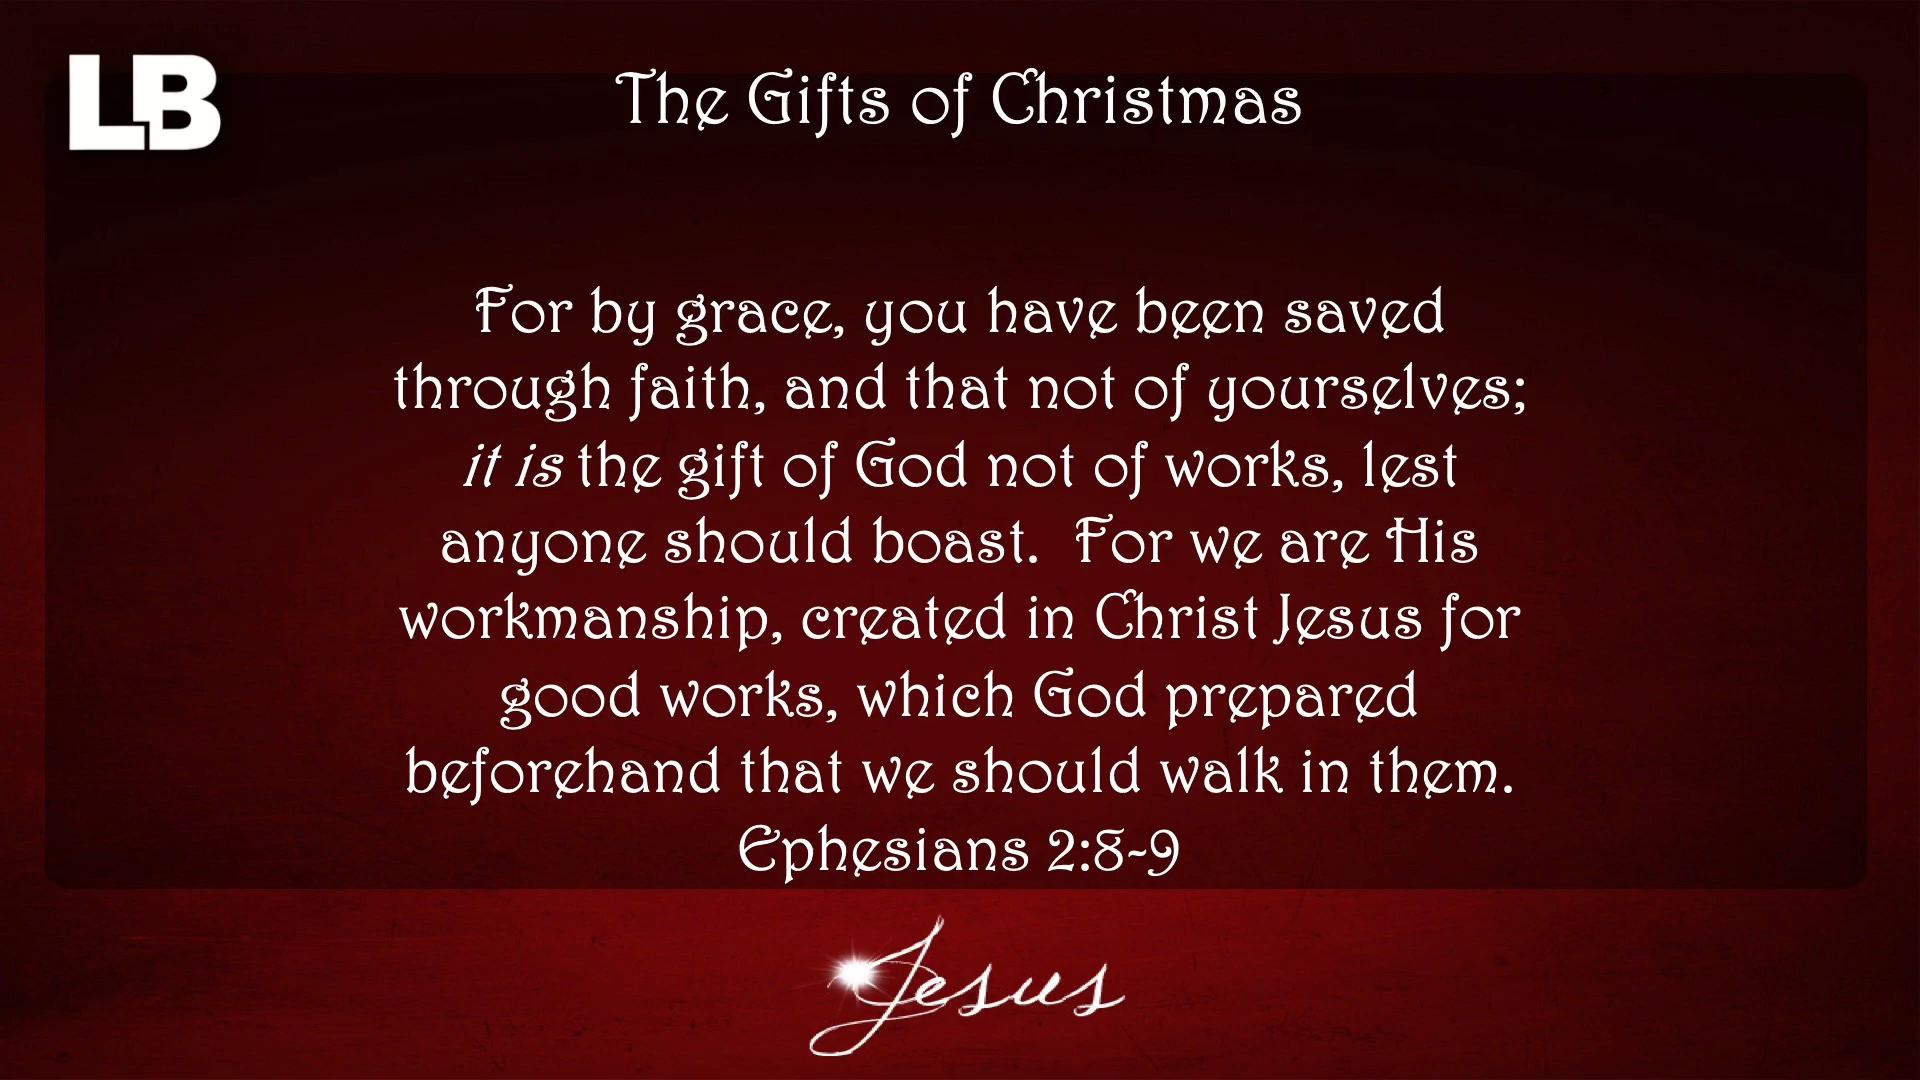 LB
The Gifts of Christmas
For by grace, you have been saved
through faith, and that not of yourselves;
it is the gift of God not of works, lest
anyone should boast.  For we are His
workmanship, created in Christ Jesus for
good works, which God prepared
beforehand that we should walk in them.
Ephesians 2:8-9
Jesus